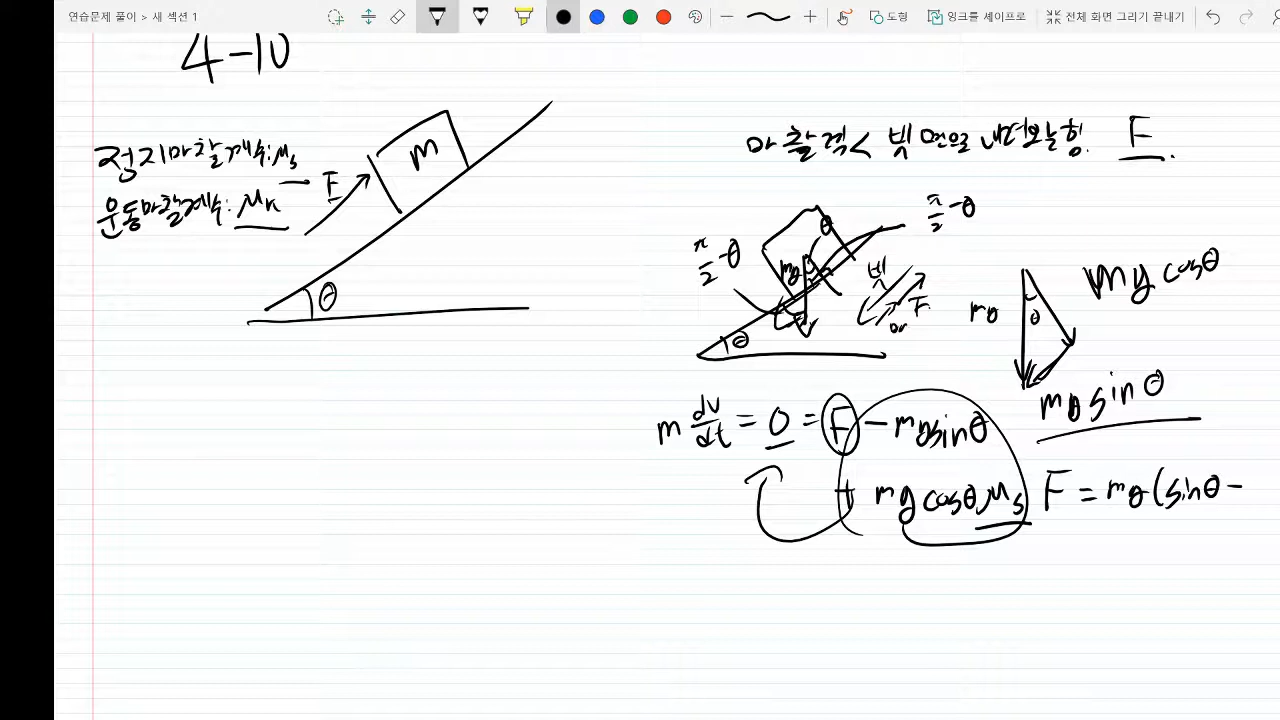 연습문제 풀이 > 새 섹션 1
도형
잉크를 셰이프로
전체 화면 그리기 끝내기
4-10
정지마찰계수: μs
운동마찰계수: μk
F
m
θ
마찰력 < 빗면으로 내려오는힘. F.
π/2-θ
θ
π/2-θ
mg
θ
빗
F
or
mg
θ
mg cosθ
mg sinθ
m dv/dt = 0 = F - mg sinθ
+ mg cosθ μs
F = mg(sinθ -